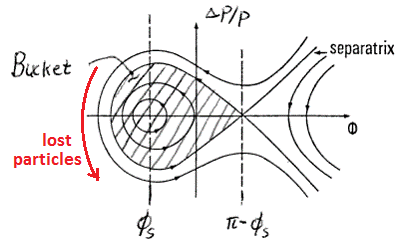 ΔP/P
separatrix
Bucket
lost
particles
Φ
ϕs
π-ϕs